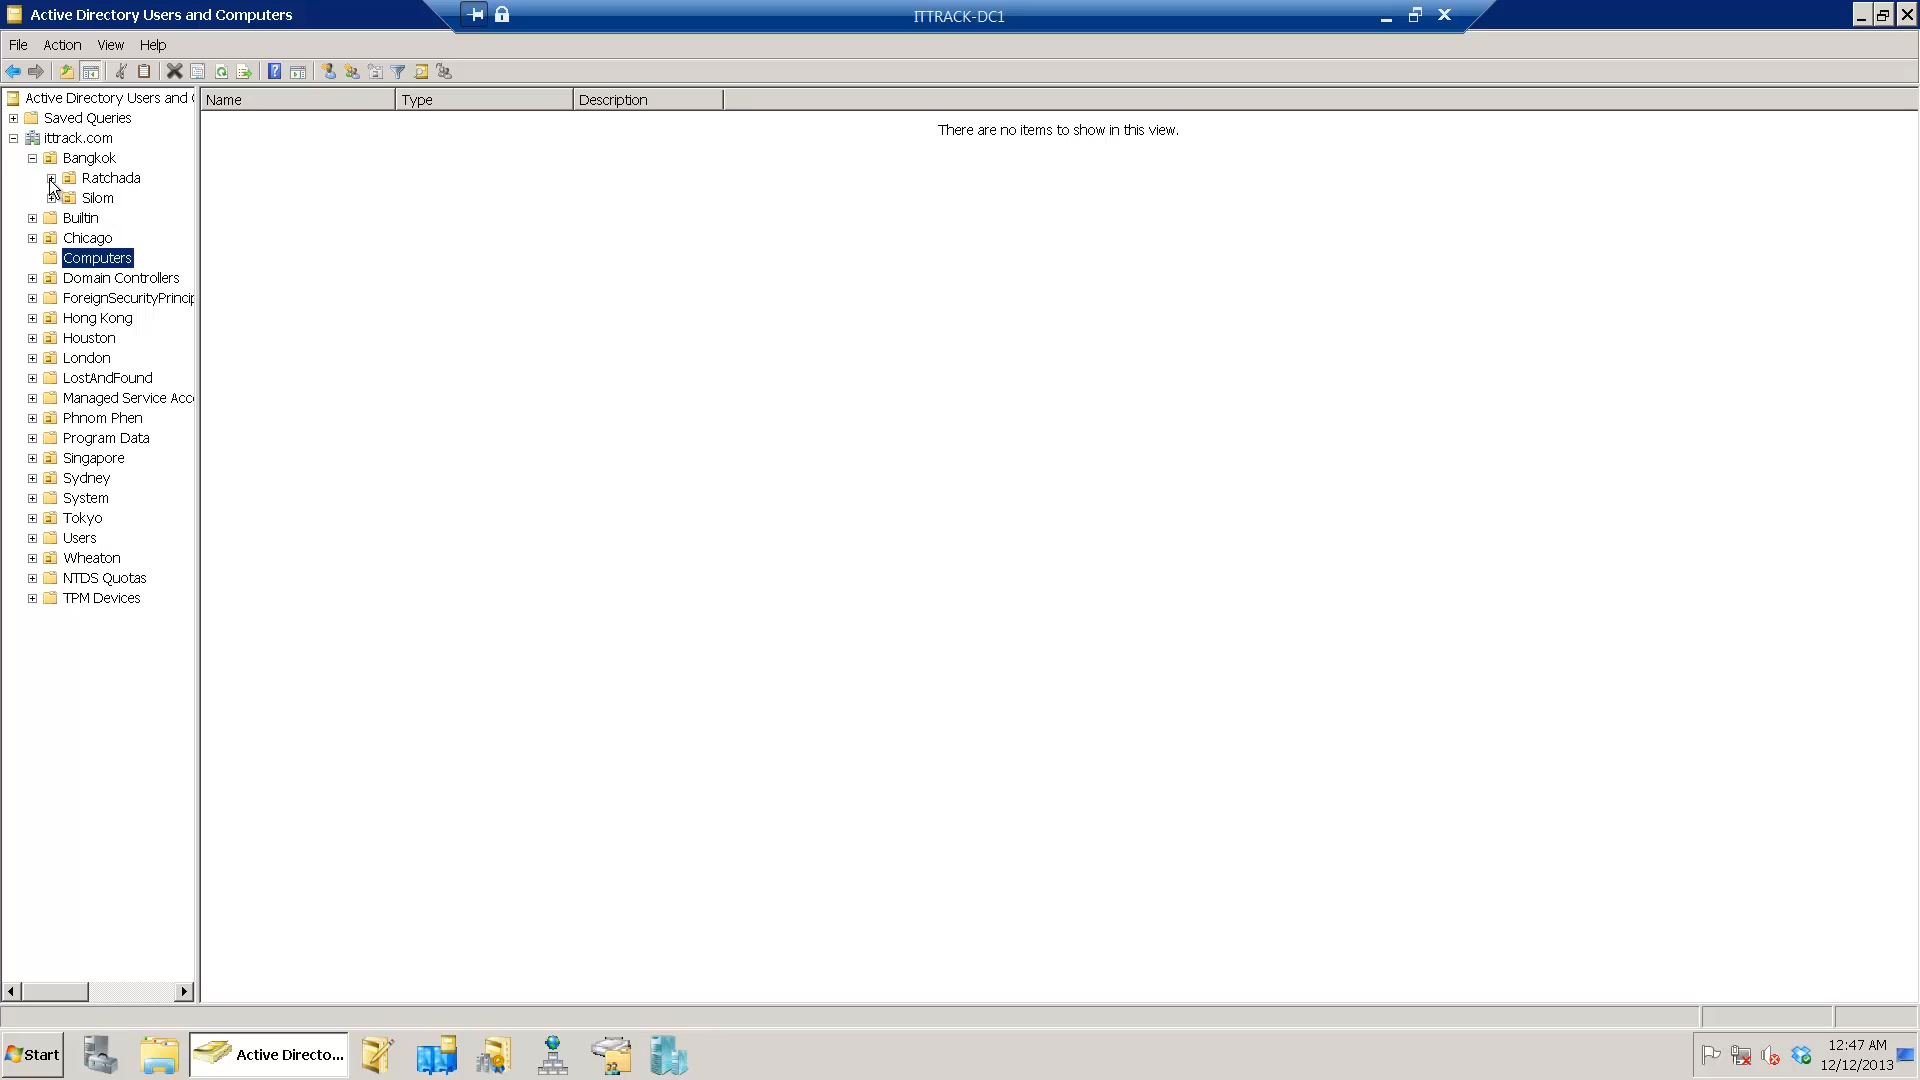 Active Directory Users and Computers
ITTRACK-DC1
File Action View Help
Active Directory Users and
Name Type Description
Saved Queries
There are no items to show in this view.
ittrack.com
Bangkok
Ratchada
Silom
Builtin
Chicago
Computers
Domain Controllers
ForeignSecurityPrincip
Hong Kong
Houston
London
LostAndFound
Managed Service Acc
Phnom Phen
Program Data
Singapore
Sydney
System
Tokyo
Users
Wheaton
NTDS Quotas
TPM Devices
Start
Active Directo...
12:47 AM
12/12/2013